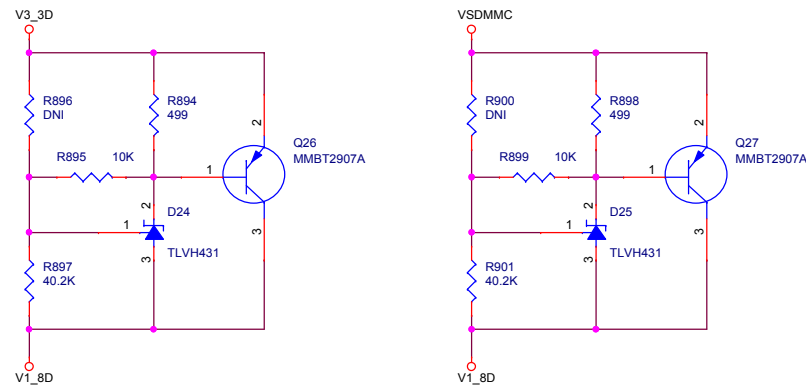 V3_3D
R896
DNI
R894
499
2
Q26
MMBT2907A
R895 10K
1
2
D24
1
3
3
TLVH431
R897
40.2K
V1_8D
VSDMMC
R900
DNI
R898
499
2
Q27
MMBT2907A
R899 10K
1
2
D25
1
3
3
TLVH431
R901
40.2K
V1_8D